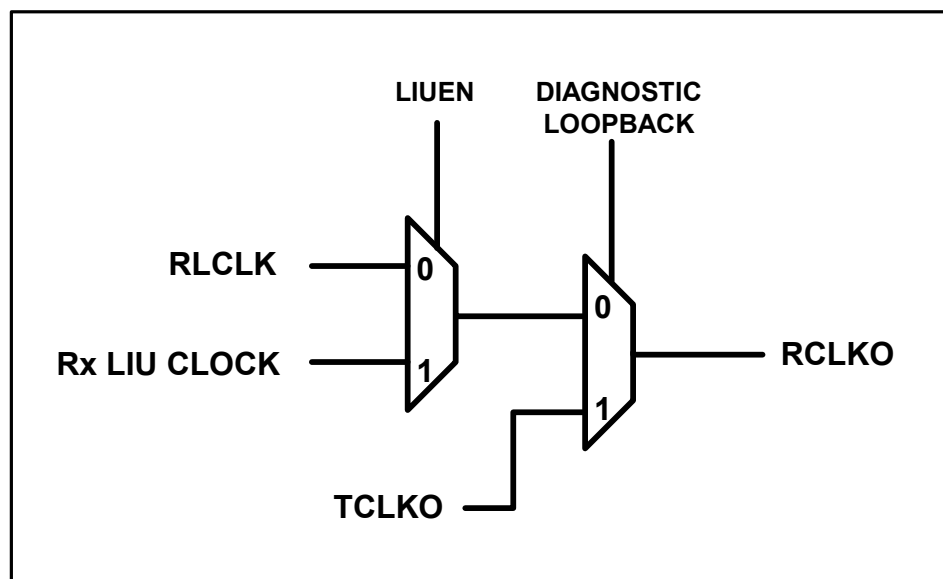 LIUEN
DIAGNOSTIC
LOOPBACK
RLCLK
0
0
Rx LIU CLOCK
1
RCLKO
1
TCLKO